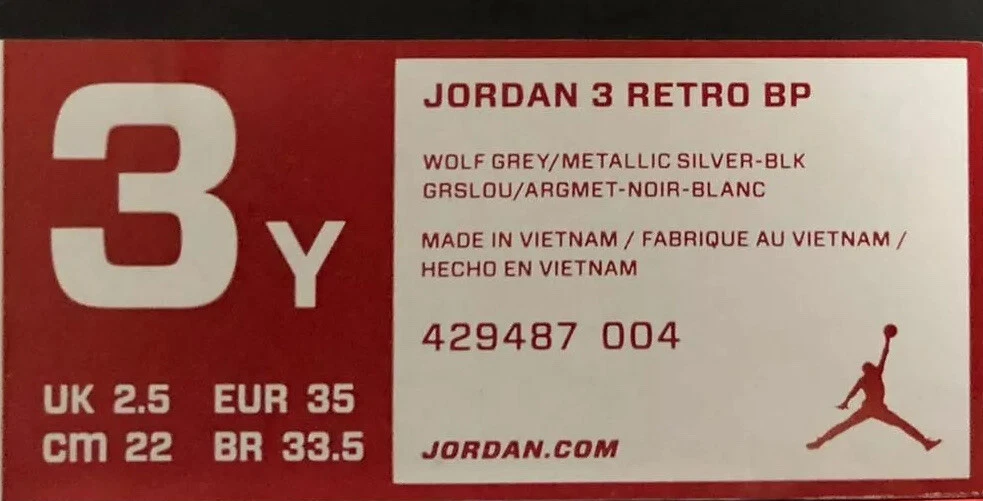 3Y
UK 2.5 EUR 35
CM 22 BR 33.5
JORDAN 3 RETRO BP
WOLF GREY/METALLIC SILVER-BLK
GRSLOU/ARGMET-NOIR-BLANC
MADE IN VIETNAM / FABRIQUE AU VIETNAM /
HECHO EN VIETNAM
429487 004
JORDAN.COM